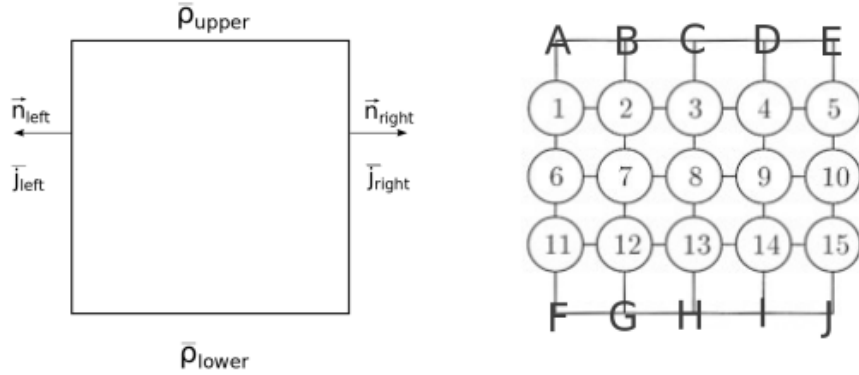 ρ̄upper
n⃗left n⃗right
j̄left j̄right
ρ̄lower
A B C D E
1 2 3 4 5
6 7 8 9 10
11 12 13 14 15
F G H I J